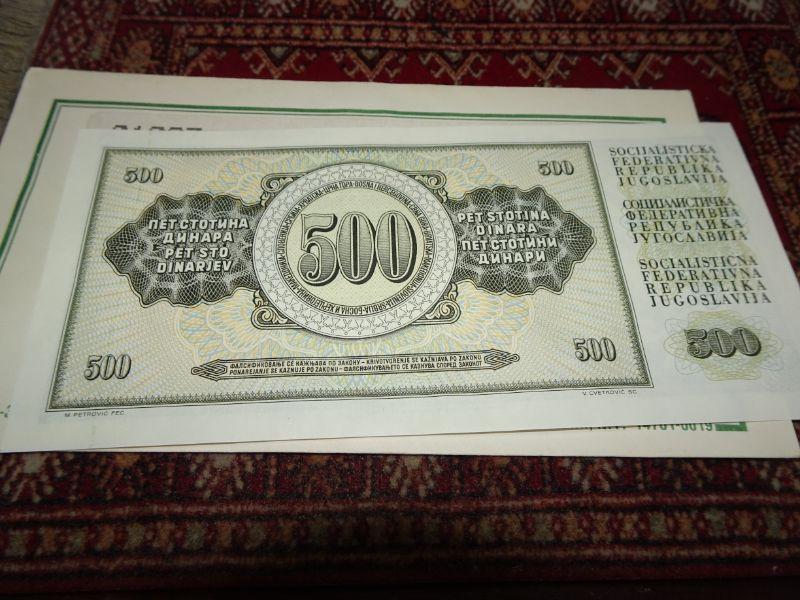 500
500
SOCIJALISTIČKA
FEDERATIVNA
REPUBLIKA
JUGOSLAVIJA
СОЦИЈАЛИСТИЧКА
ФЕДЕРАТИВНА
РЕПУБЛИКА
ЈУГОСЛАВИЈА
SOCIALISTIČNA
FEDERATIVNA
REPUBLIKA
JUGOSLAVIJA
500
ПЕТ СТОТИНА
ДИНАРА
PET STO
DINARJEV
500
PET STOTINA
DINARA
ПЕТСТОТИНИ
ДИНАРИ
500
500
ФАЛСИФИКОВАЊЕ СЕ КАЖЊАВА ПО ЗАКОНУ - KRIVOTVORENJE SE KAŽNJAVA PO ZAKONU
PONAREJANJE SE KAZNUJE PO ZAKONU - ФАЛСИФИКУВАЊЕТО СЕ КАЗНУВА СПОРЕД ЗАКОНОТ
M. PETROVIĆ FEC.
V. CVETKOVIĆ SC.